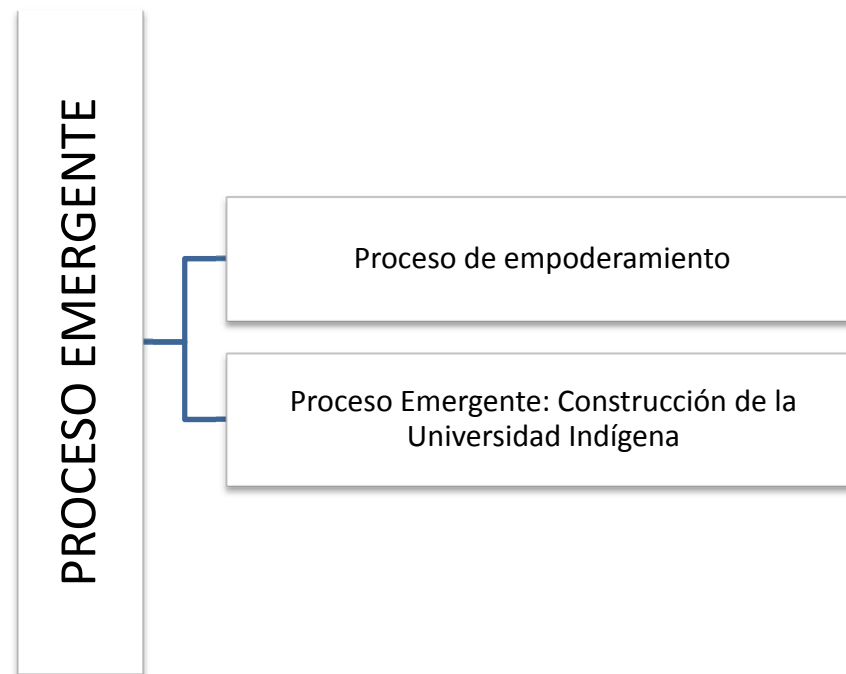 PROCESO EMERGENTE
Proceso de empoderamiento
Proceso Emergente: Construcción de la
Universidad Indígena